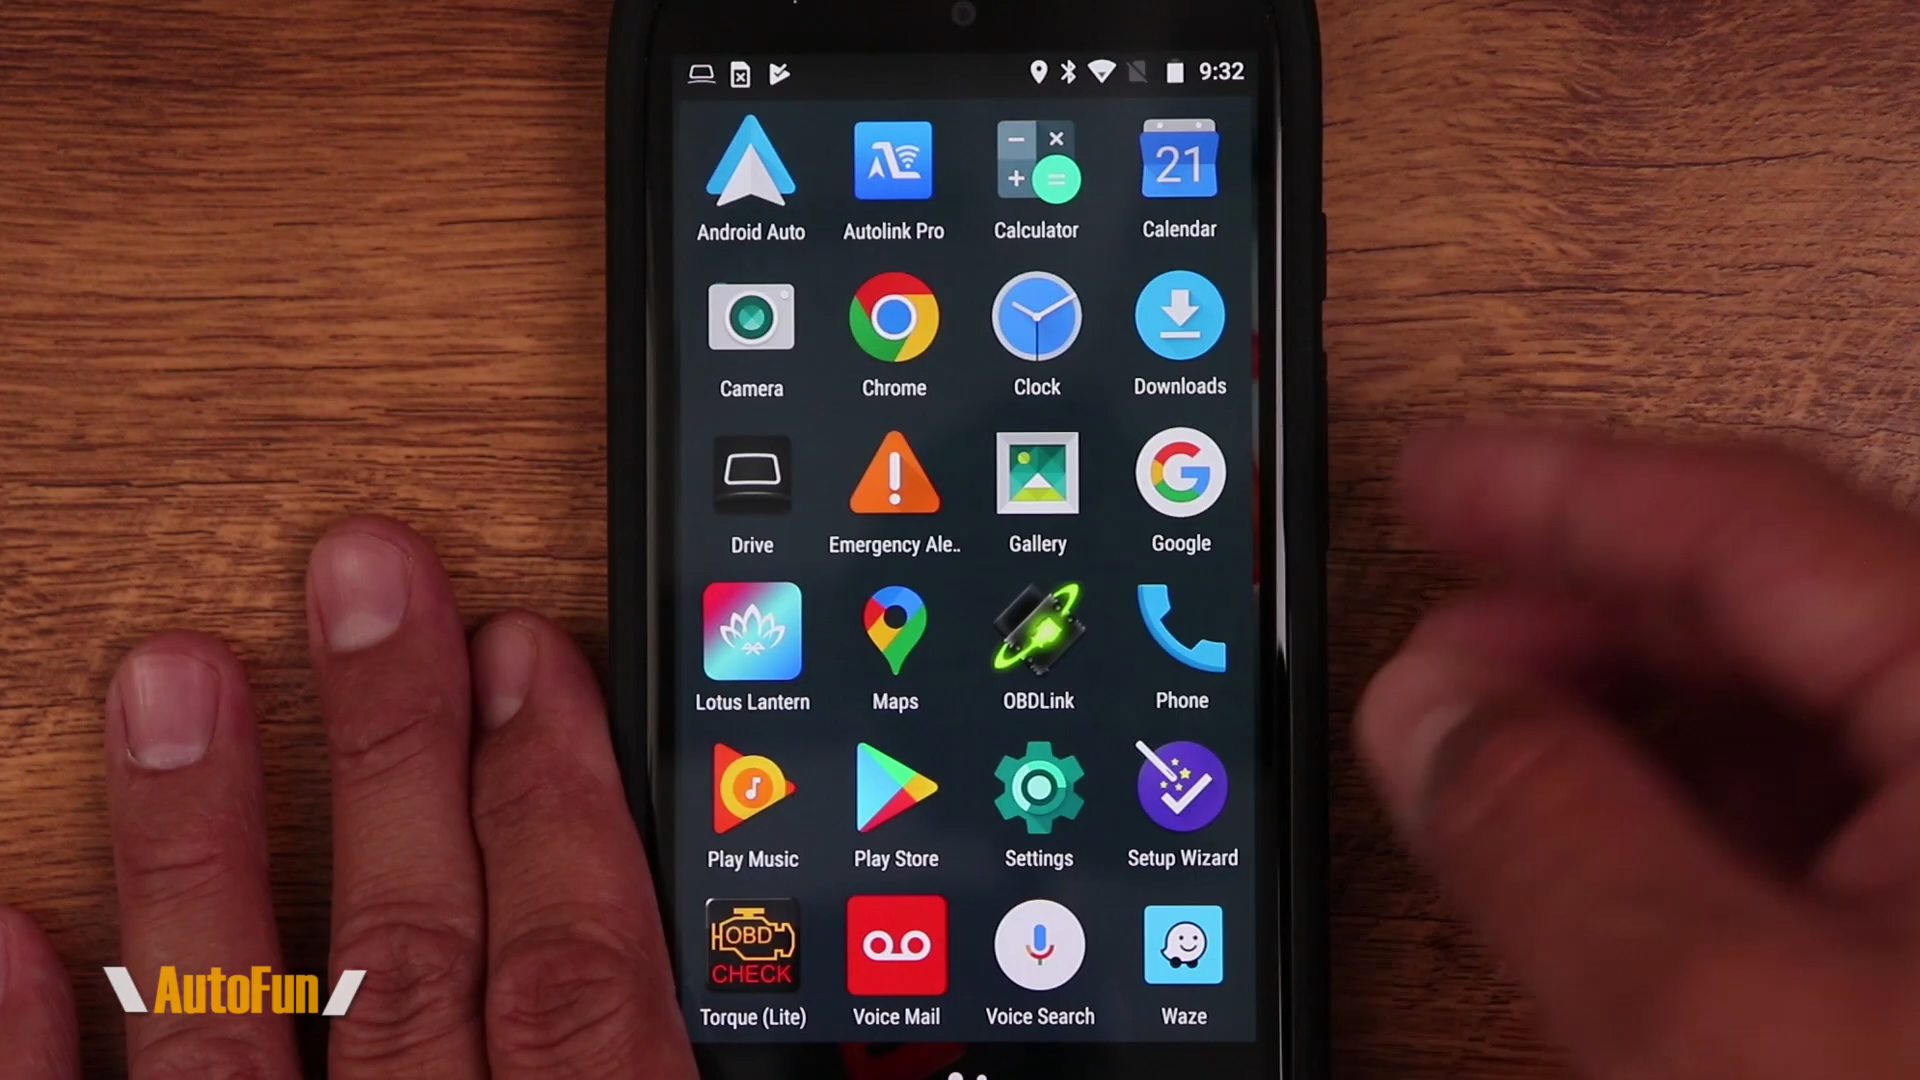 9:32
21
Android Auto
Autolink Pro
Calculator
Calendar
Camera
Chrome
Clock
Downloads
Drive
Emergency Ale..
Gallery
Google
Lotus Lantern
Maps
OBDLink
Phone
Play Music
Play Store
Settings
Setup Wizard
OBD
CHECK
Torque (Lite)
Voice Mail
Voice Search
Waze
AutoFun